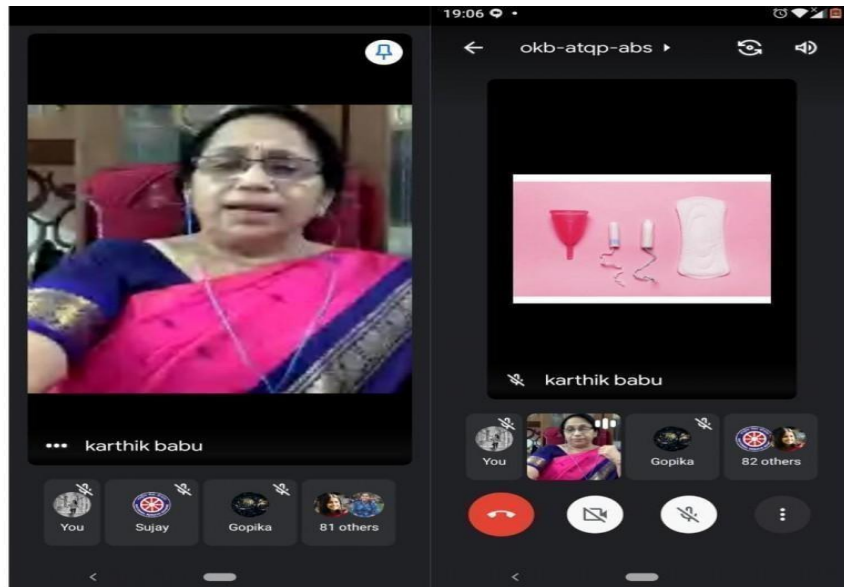 karthik babu
You
Sujay
Gopika
81 others
19:06
okb-atqp-abs
karthik babu
You
Gopika
82 others